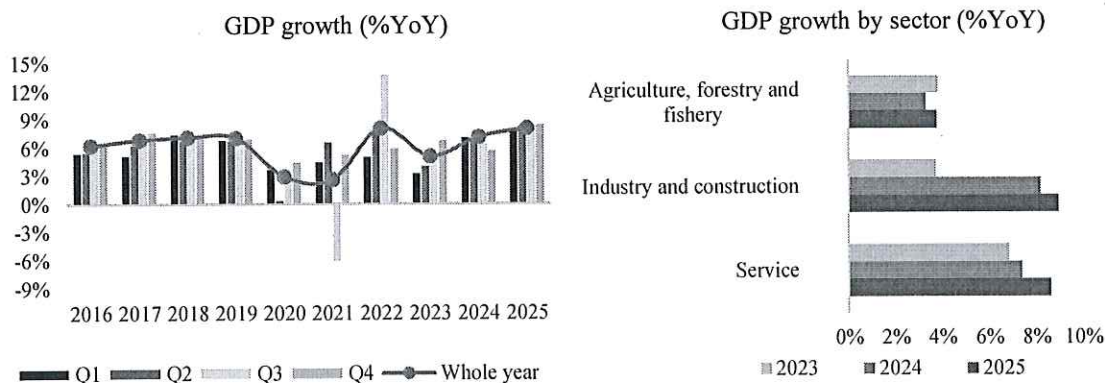 GDP growth (%YoY)
15%
12%
9%
6%
3%
0%
-3%
-6%
-9%
2016 2017 2018 2019 2020 2021 2022 2023 2024 2025
Q1 Q2 Q3 Q4 Whole year
GDP growth by sector (%YoY)
Agriculture, forestry and
fishery
Industry and construction
Service
0% 2% 4% 6% 8% 10%
2023 2024 2025